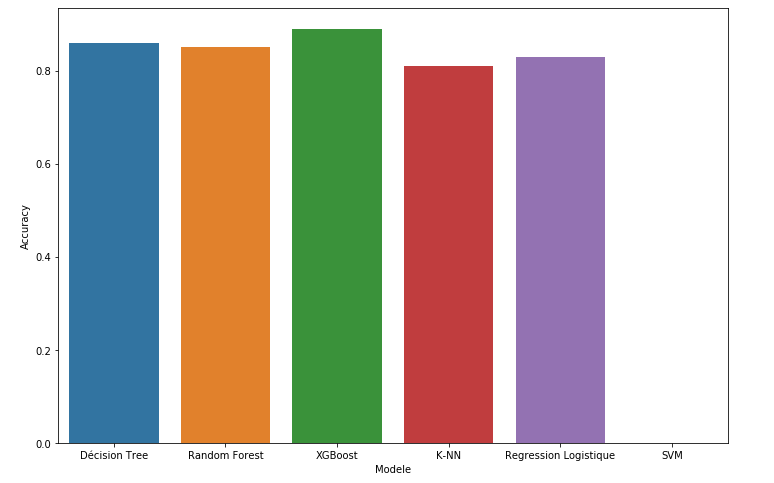 Accuracy
0.8
0.6
0.4
0.2
0.0
Décision Tree
Random Forest
XGBoost
K-NN
Regression Logistique
SVM
Modele